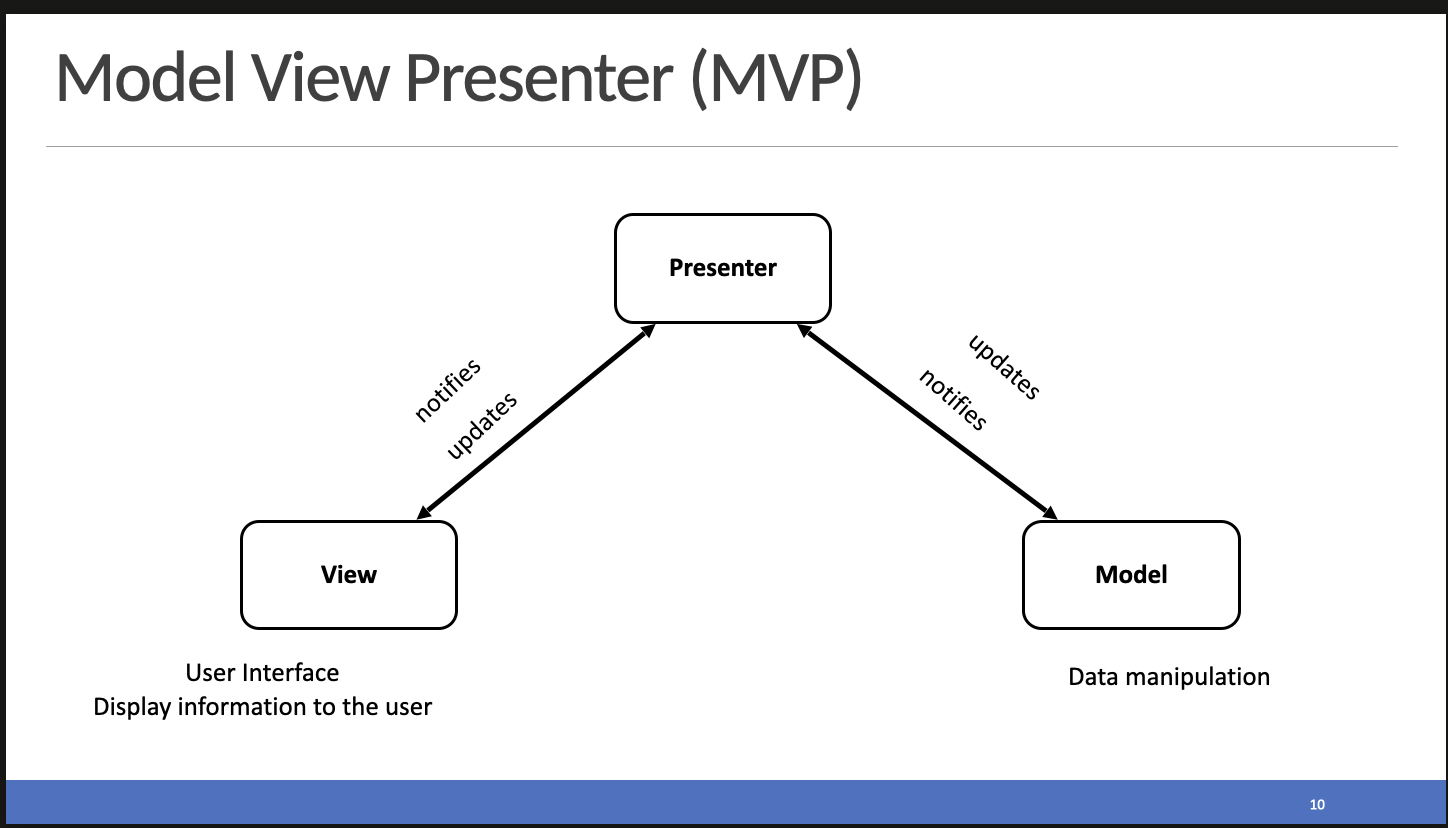 Model View Presenter (MVP)
Presenter
notifies
updates
updates
notifies
View
Model
User Interface
Display information to the user
Data manipulation
10